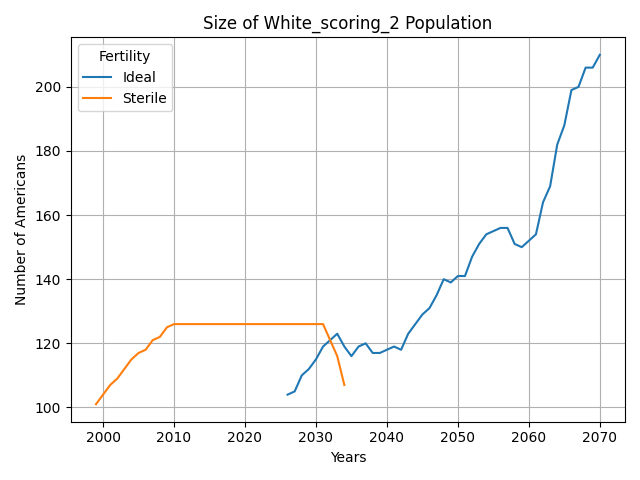 Size of White_scoring_2 Population
Fertility
Ideal
Sterile
Number of Americans
200
180
160
140
120
100
2000 2010 2020 2030 2040 2050 2060 2070
Years